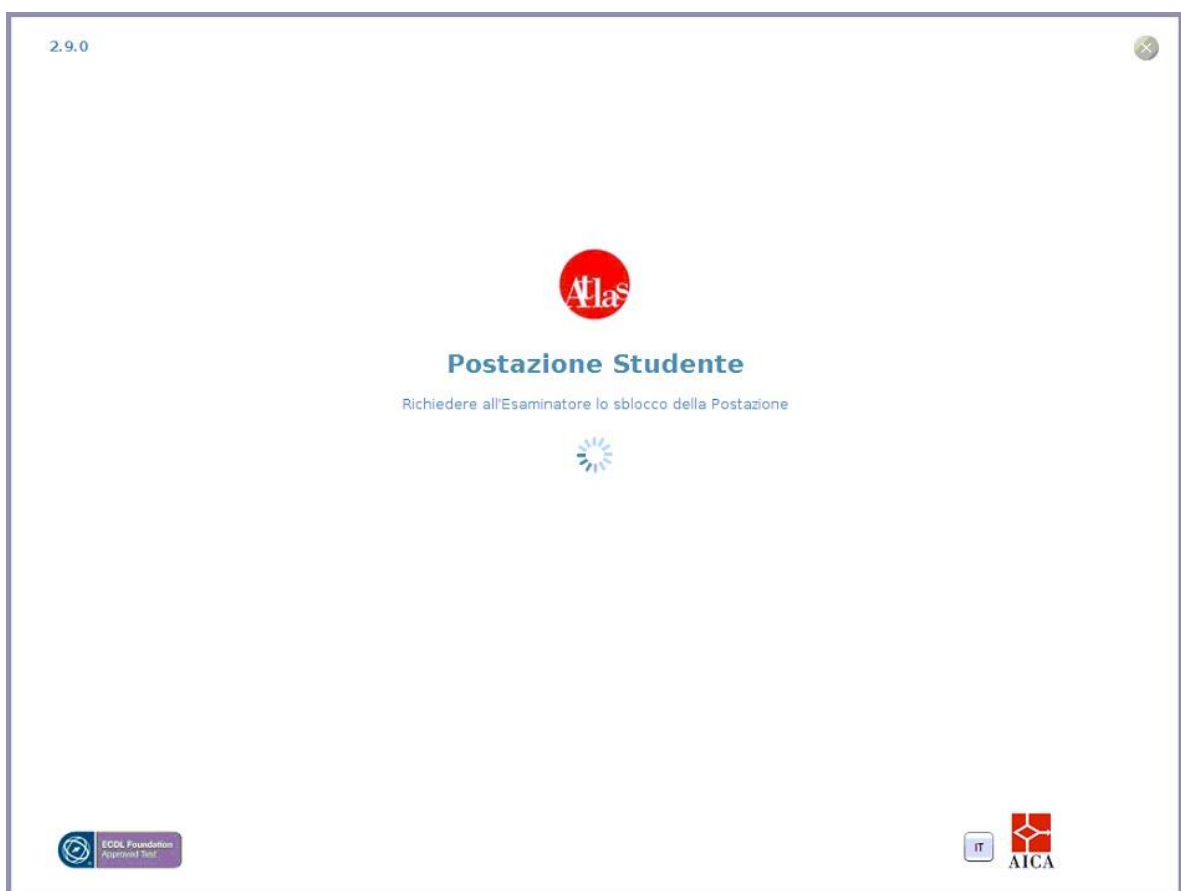 2.9.0
Atlas
Postazione Studente
Richiedere all'Esaminatore lo sblocco della Postazione
ECDL Foundation
Approved Test
IT
AICA